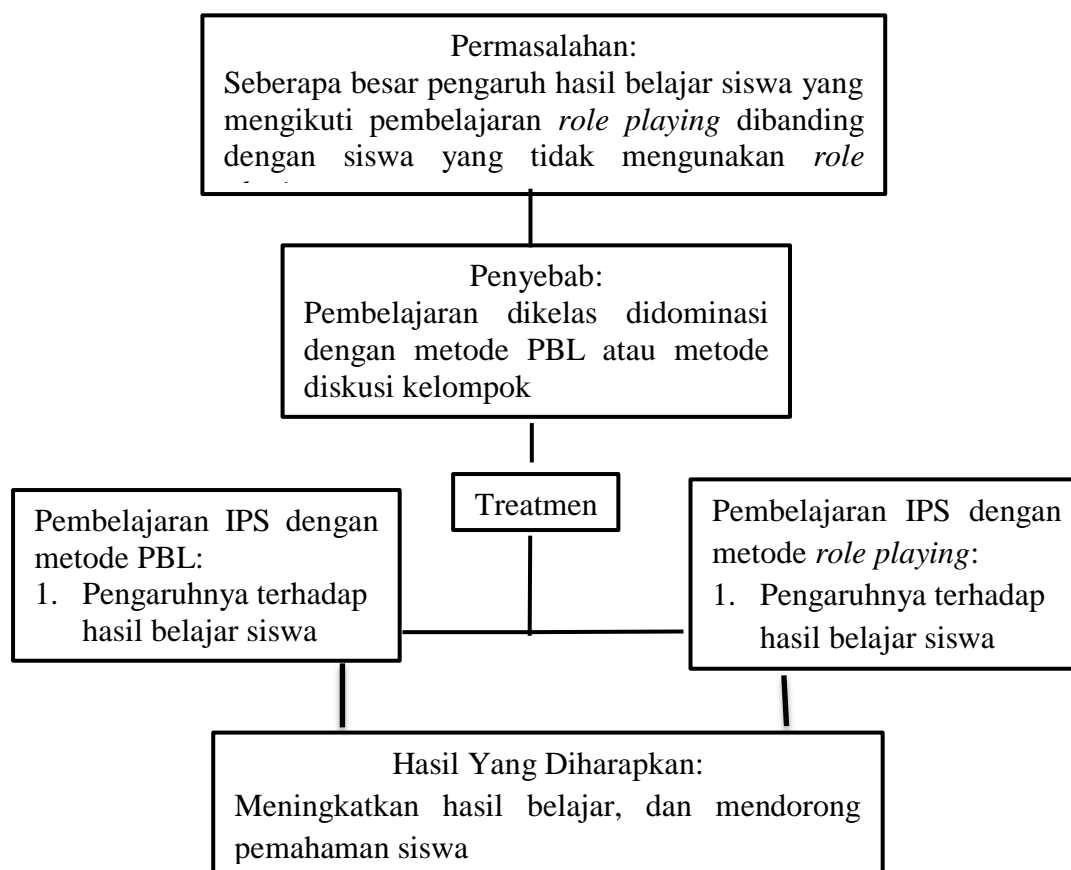 Permasalahan:
Seberapa besar pengaruh hasil belajar siswa yang
mengikuti pembelajaran role playing dibanding
dengan siswa yang tidak mengunakan role
Penyebab:
Pembelajaran dikelas didominasi
dengan metode PBL atau metode
diskusi kelompok
Treatmen
Pembelajaran IPS dengan
metode PBL:
1. Pengaruhnya terhadap
hasil belajar siswa
Pembelajaran IPS dengan
metode role playing:
1. Pengaruhnya terhadap
hasil belajar siswa
Hasil Yang Diharapkan:
Meningkatkan hasil belajar, dan mendorong
pemahaman siswa